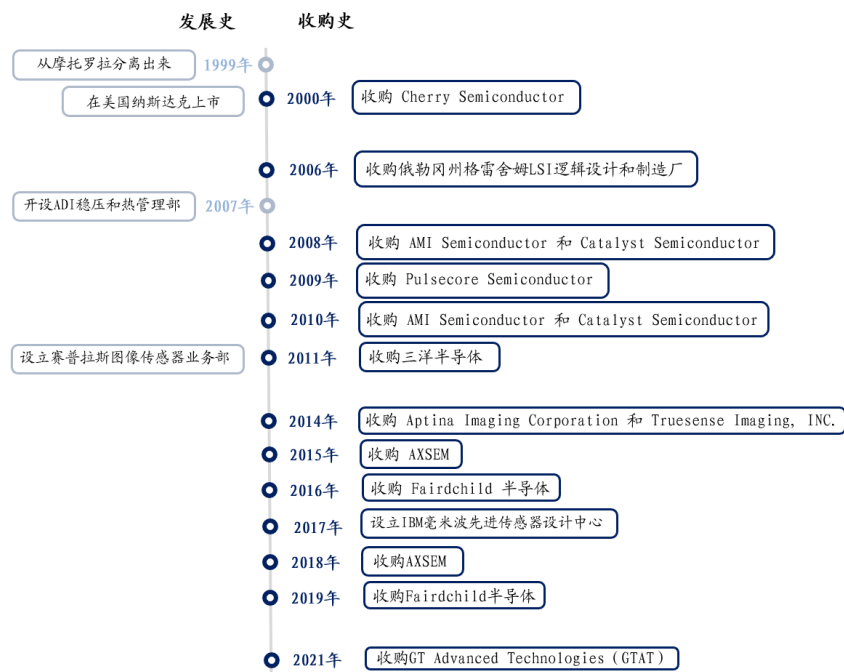 发展史 收购史
从摩托罗拉分离出来 1999年
在美国纳斯达克上市 2000年 收购 Cherry Semiconductor
2006年 收购俄勒冈州格雷舍姆LSI逻辑设计和制造厂
开设ADI稳压和热管理部 2007年
2008年 收购 AMI Semiconductor 和 Catalyst Semiconductor
2009年 收购 Pulsecore Semiconductor
2010年 收购 AMI Semiconductor 和 Catalyst Semiconductor
设立赛普拉斯图像传感器业务部 2011年 收购三洋半导体
2014年 收购 Aptina Imaging Corporation 和 Truesense Imaging, INC.
2015年 收购 AXSEM
2016年 收购 Fairdchild 半导体
2017年 设立IBM毫米波先进传感器设计中心
2018年 收购AXSEM
2019年 收购Fairdchild半导体
2021年 收购GT Advanced Technologies（GTAT）